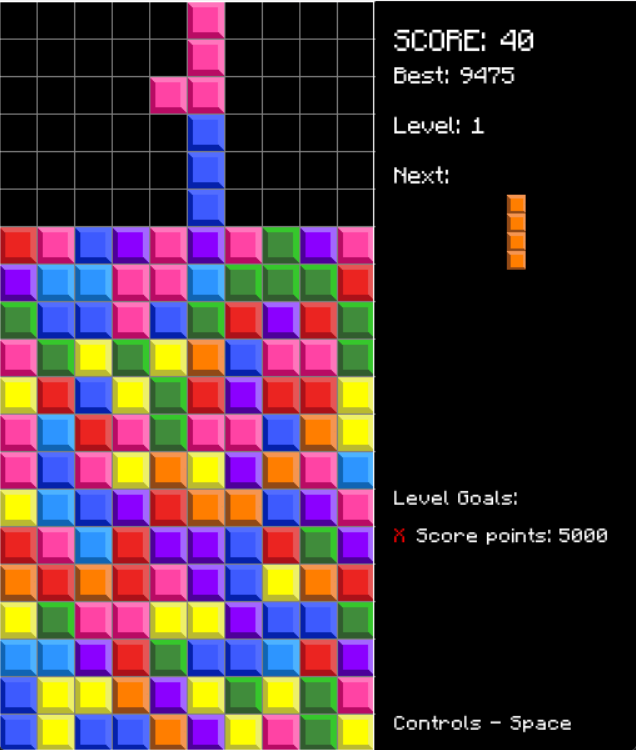 SCORE: 40
Best: 9475
Level: 1
Next:
Level Goals:
X Score points: 5000
Controls - Space